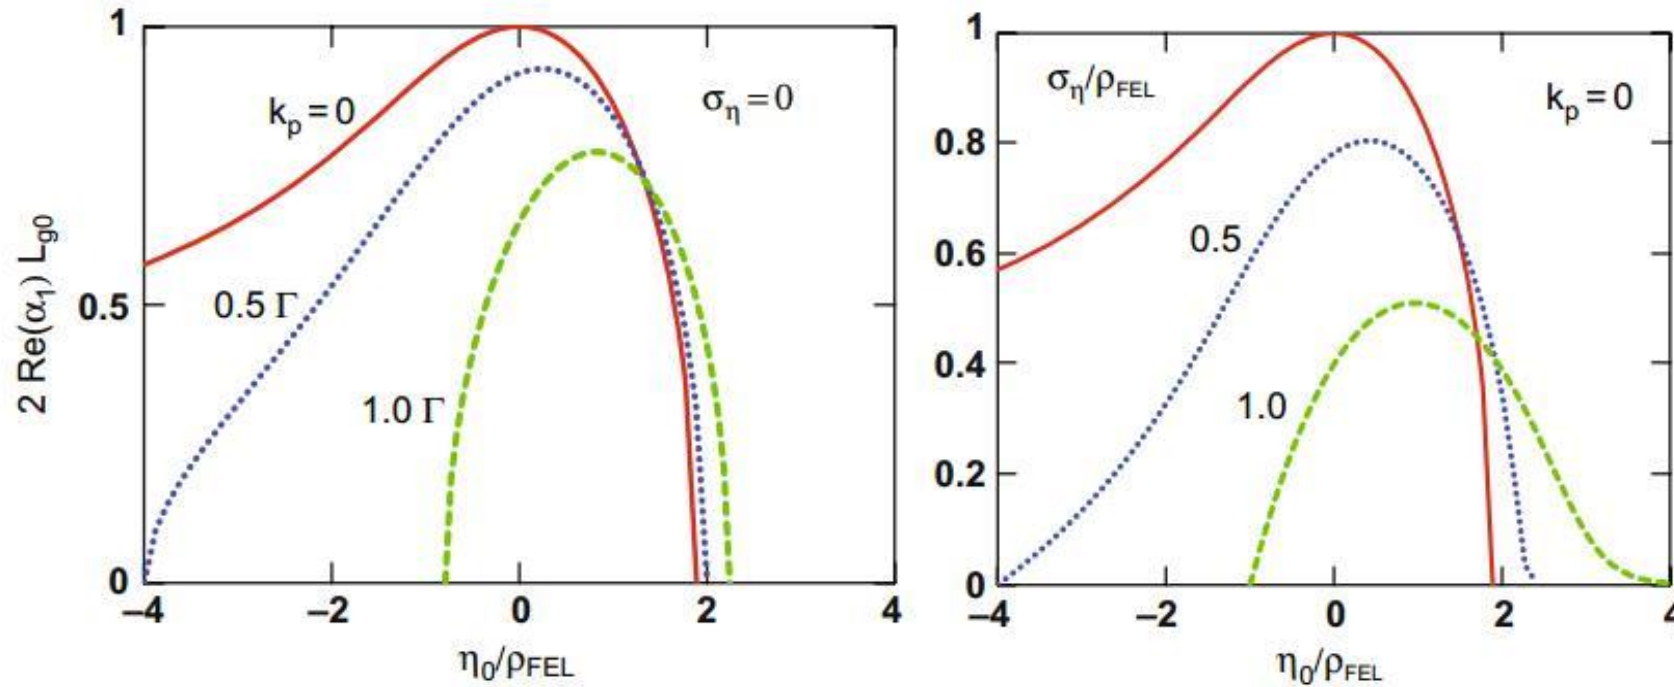 1
k_p = 0
σ_η = 0
2 Re(α_1) L_g0
0.5
0.5 Γ
1.0 Γ
0
–4 –2 0 2 4
η_0/ρ_FEL
1
σ_η/ρ_FEL
k_p = 0
0.8
0.6
0.5
0.4
1.0
0.2
0
–4 –2 0 2 4
η_0/ρ_FEL